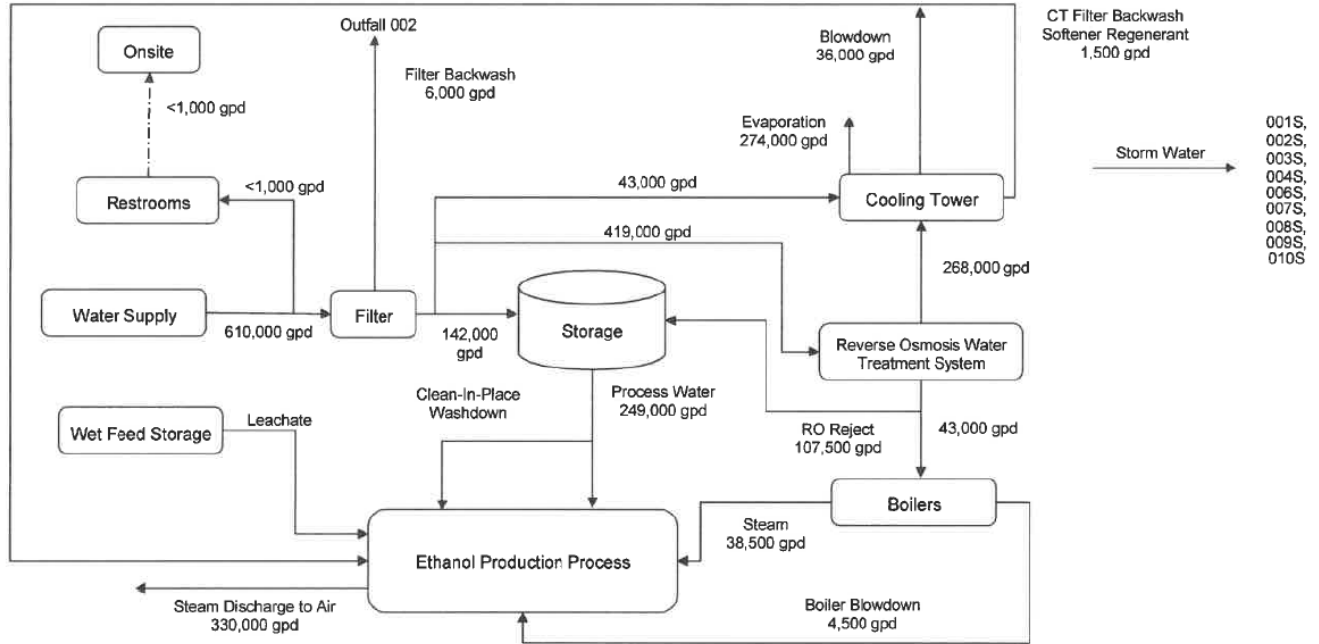 Outfall 002
Onsite
<1,000 gpd
Filter Backwash
6,000 gpd
Blowdown
36,000 gpd
CT Filter Backwash
Softener Regenerant
1,500 gpd
Evaporation
274,000 gpd
Storm Water
001S,
002S,
003S,
004S,
006S,
007S,
008S,
009S,
010S
Restrooms
<1,000 gpd
43,000 gpd
Cooling Tower
419,000 gpd
268,000 gpd
Water Supply
610,000 gpd
Filter
142,000
gpd
Storage
Reverse Osmosis Water
Treatment System
Clean-In-Place
Washdown
Process Water
249,000 gpd
RO Reject
107,500 gpd
43,000 gpd
Wet Feed Storage
Leachate
Boilers
Steam
38,500 gpd
Ethanol Production Process
Steam Discharge to Air
330,000 gpd
Boiler Blowdown
4,500 gpd